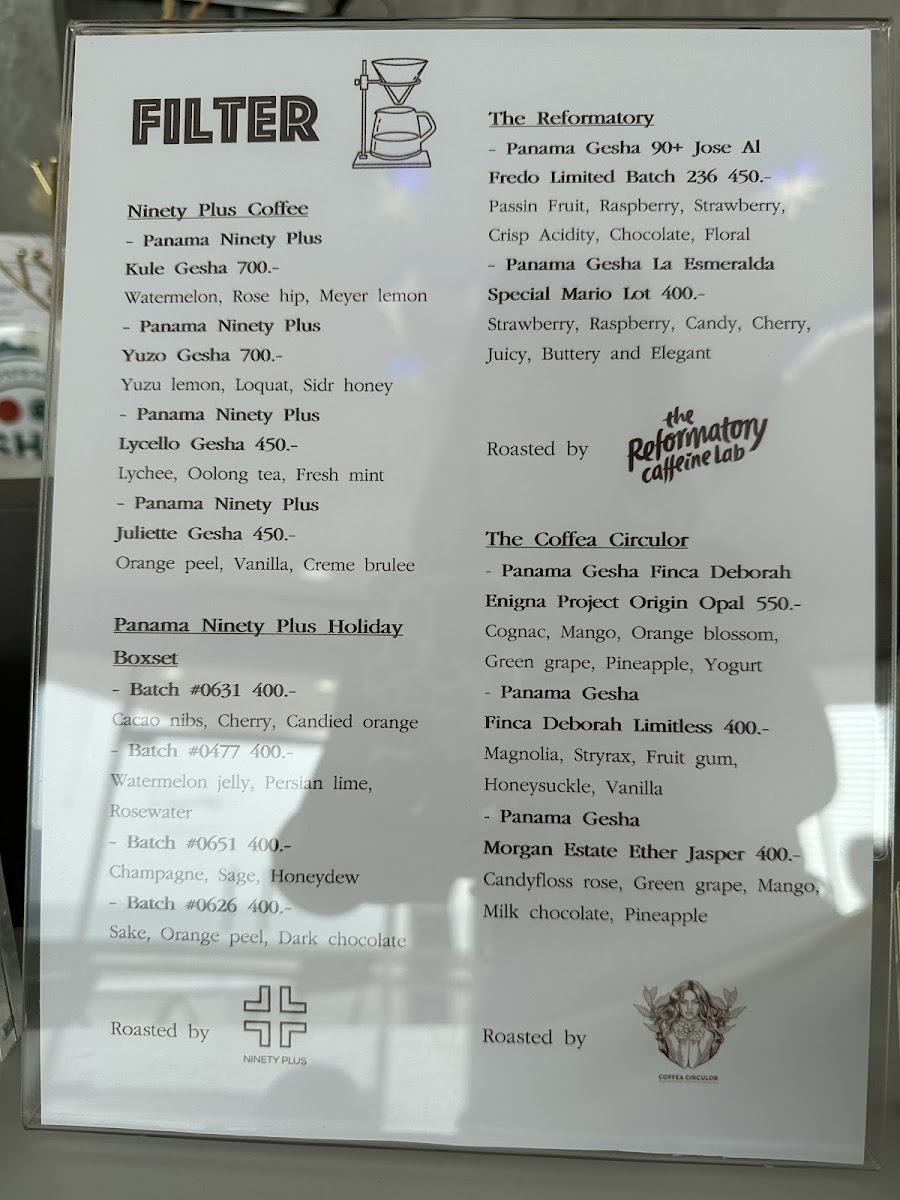 FILTER
Ninety Plus Coffee
- Panama Ninety Plus
Kule Gesha 700.-
Watermelon, Rose hip, Meyer lemon
- Panama Ninety Plus
Yuzo Gesha 700.-
Yuzu lemon, Loquat, Sidr honey
- Panama Ninety Plus
Lycello Gesha 450.-
Lychee, Oolong tea, Fresh mint
- Panama Ninety Plus
Juliette Gesha 450.-
Orange peel, Vanilla, Creme brulee
Panama Ninety Plus Holiday
Boxset
- Batch #0631 400.-
Cacao nibs, Cherry, Candied orange
- Batch #0477 400.-
Watermelon jelly, Persian lime,
Rosewater
- Batch #0651 400.-
Champagne, Sage, Honeydew
- Batch #0626 400.-
Sake, Orange peel, Dark chocolate
Roasted by
NINETY PLUS
The Reformatory
- Panama Gesha 90+ Jose Al
Fredo Limited Batch 236 450.-
Passin Fruit, Raspberry, Strawberry,
Crisp Acidity, Chocolate, Floral
- Panama Gesha La Esmeralda
Special Mario Lot 400.-
Strawberry, Raspberry, Candy, Cherry,
Juicy, Buttery and Elegant
Roasted by
the
Reformatory
caffeine lab
The Coffea Circulor
- Panama Gesha Finca Deborah
Enigna Project Origin Opal 550.-
Cognac, Mango, Orange blossom,
Green grape, Pineapple, Yogurt
- Panama Gesha
Finca Deborah Limitless 400.-
Magnolia, Stryrax, Fruit gum,
Honeysuckle, Vanilla
- Panama Gesha
Morgan Estate Ether Jasper 400.-
Candyfloss rose, Green grape, Mango,
Milk chocolate, Pineapple
Roasted by
COFFEA CIRCULOR